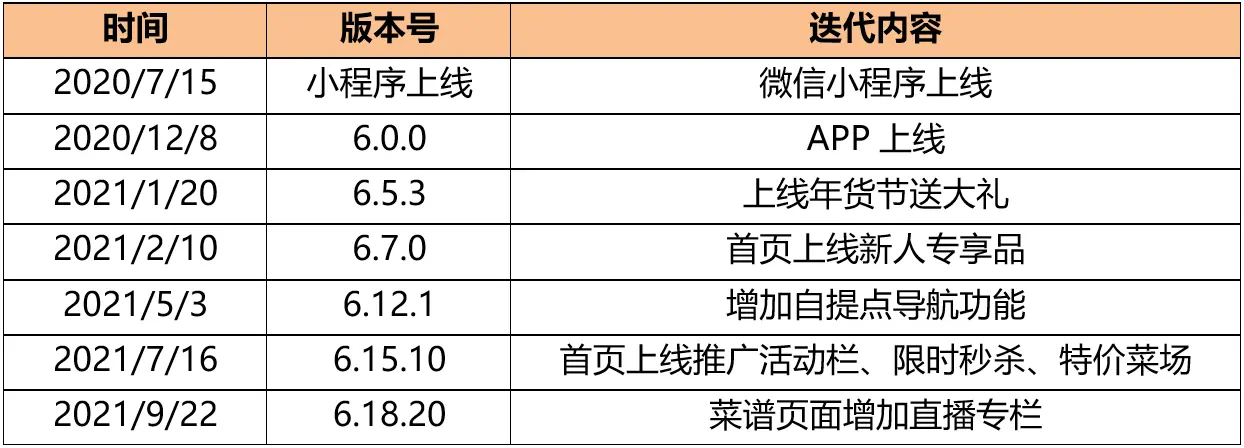 时间 版本号 迭代内容
2020/7/15 小程序上线 微信小程序上线
2020/12/8 6.0.0 APP 上线
2021/1/20 6.5.3 上线年货节送大礼
2021/2/10 6.7.0 首页上线新人专享品
2021/5/3 6.12.1 增加自提点导航功能
2021/7/16 6.15.10 首页上线推广活动栏、限时秒杀、特价菜场
2021/9/22 6.18.20 菜谱页面增加直播专栏